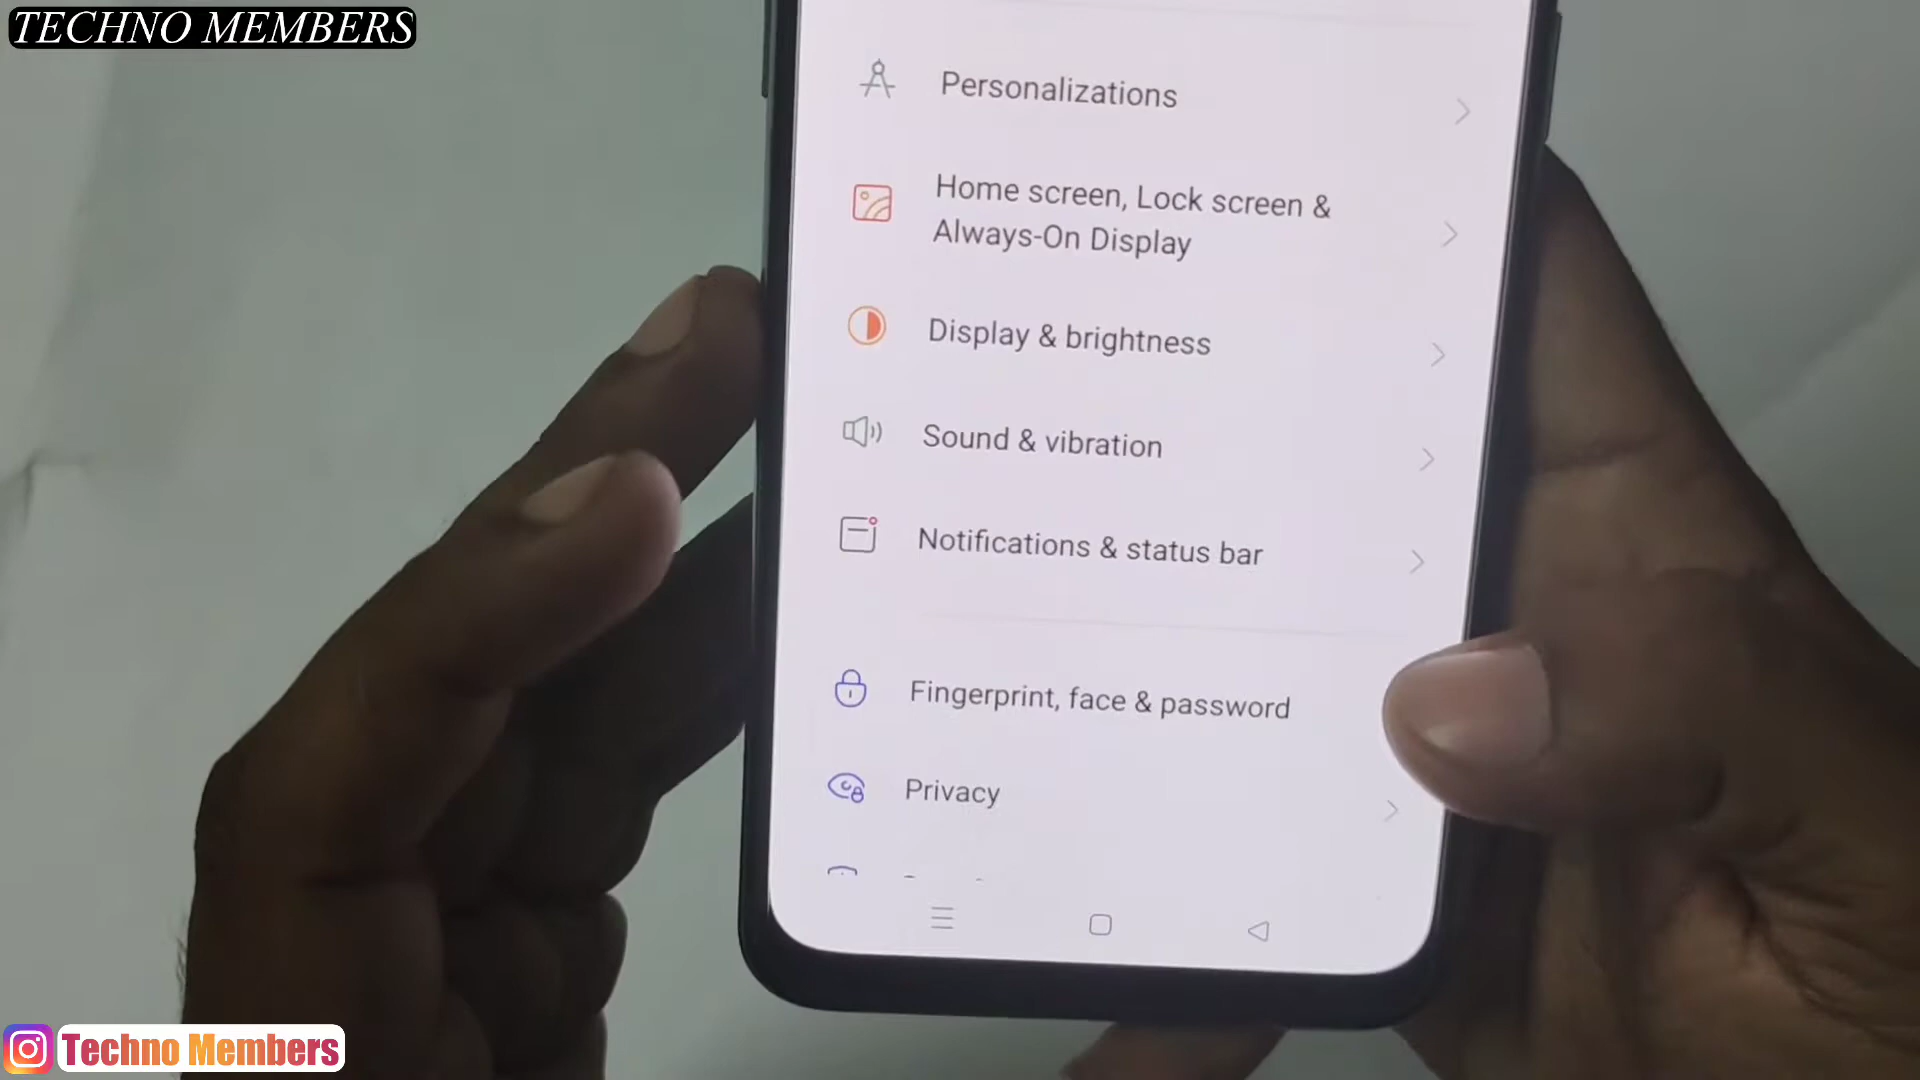 TECHNO MEMBERS
Personalizations
Home screen, Lock screen &
Always-On Display
Display & brightness
Sound & vibration
Notifications & status bar
Fingerprint, face & password
Privacy
Techno Members